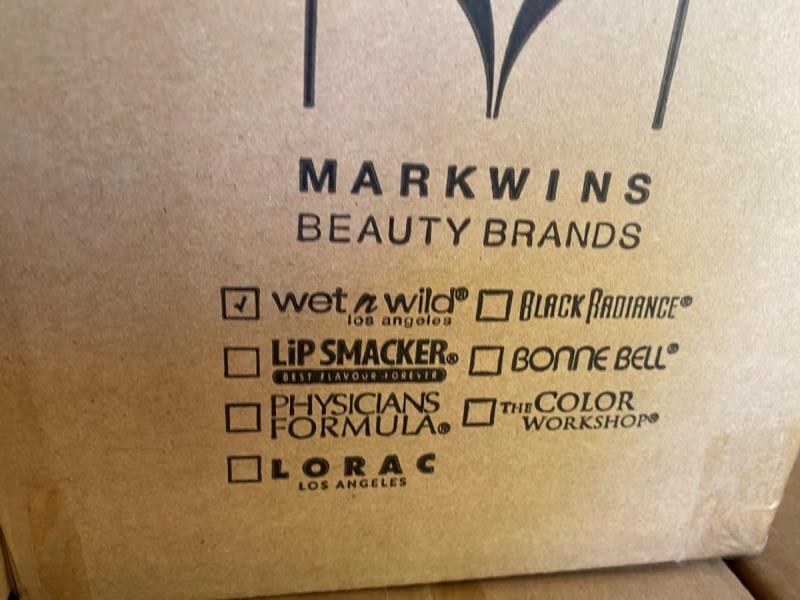 MARKWINS
BEAUTY BRANDS
wet n wild® BLACK RADIANCE®
los angeles
LiP SMACKER® BONNE BELL®
BEST FLAVOUR FOREVER
PHYSICIANS FORMULA® THE COLOR WORKSHOP®
LORAC
LOS ANGELES